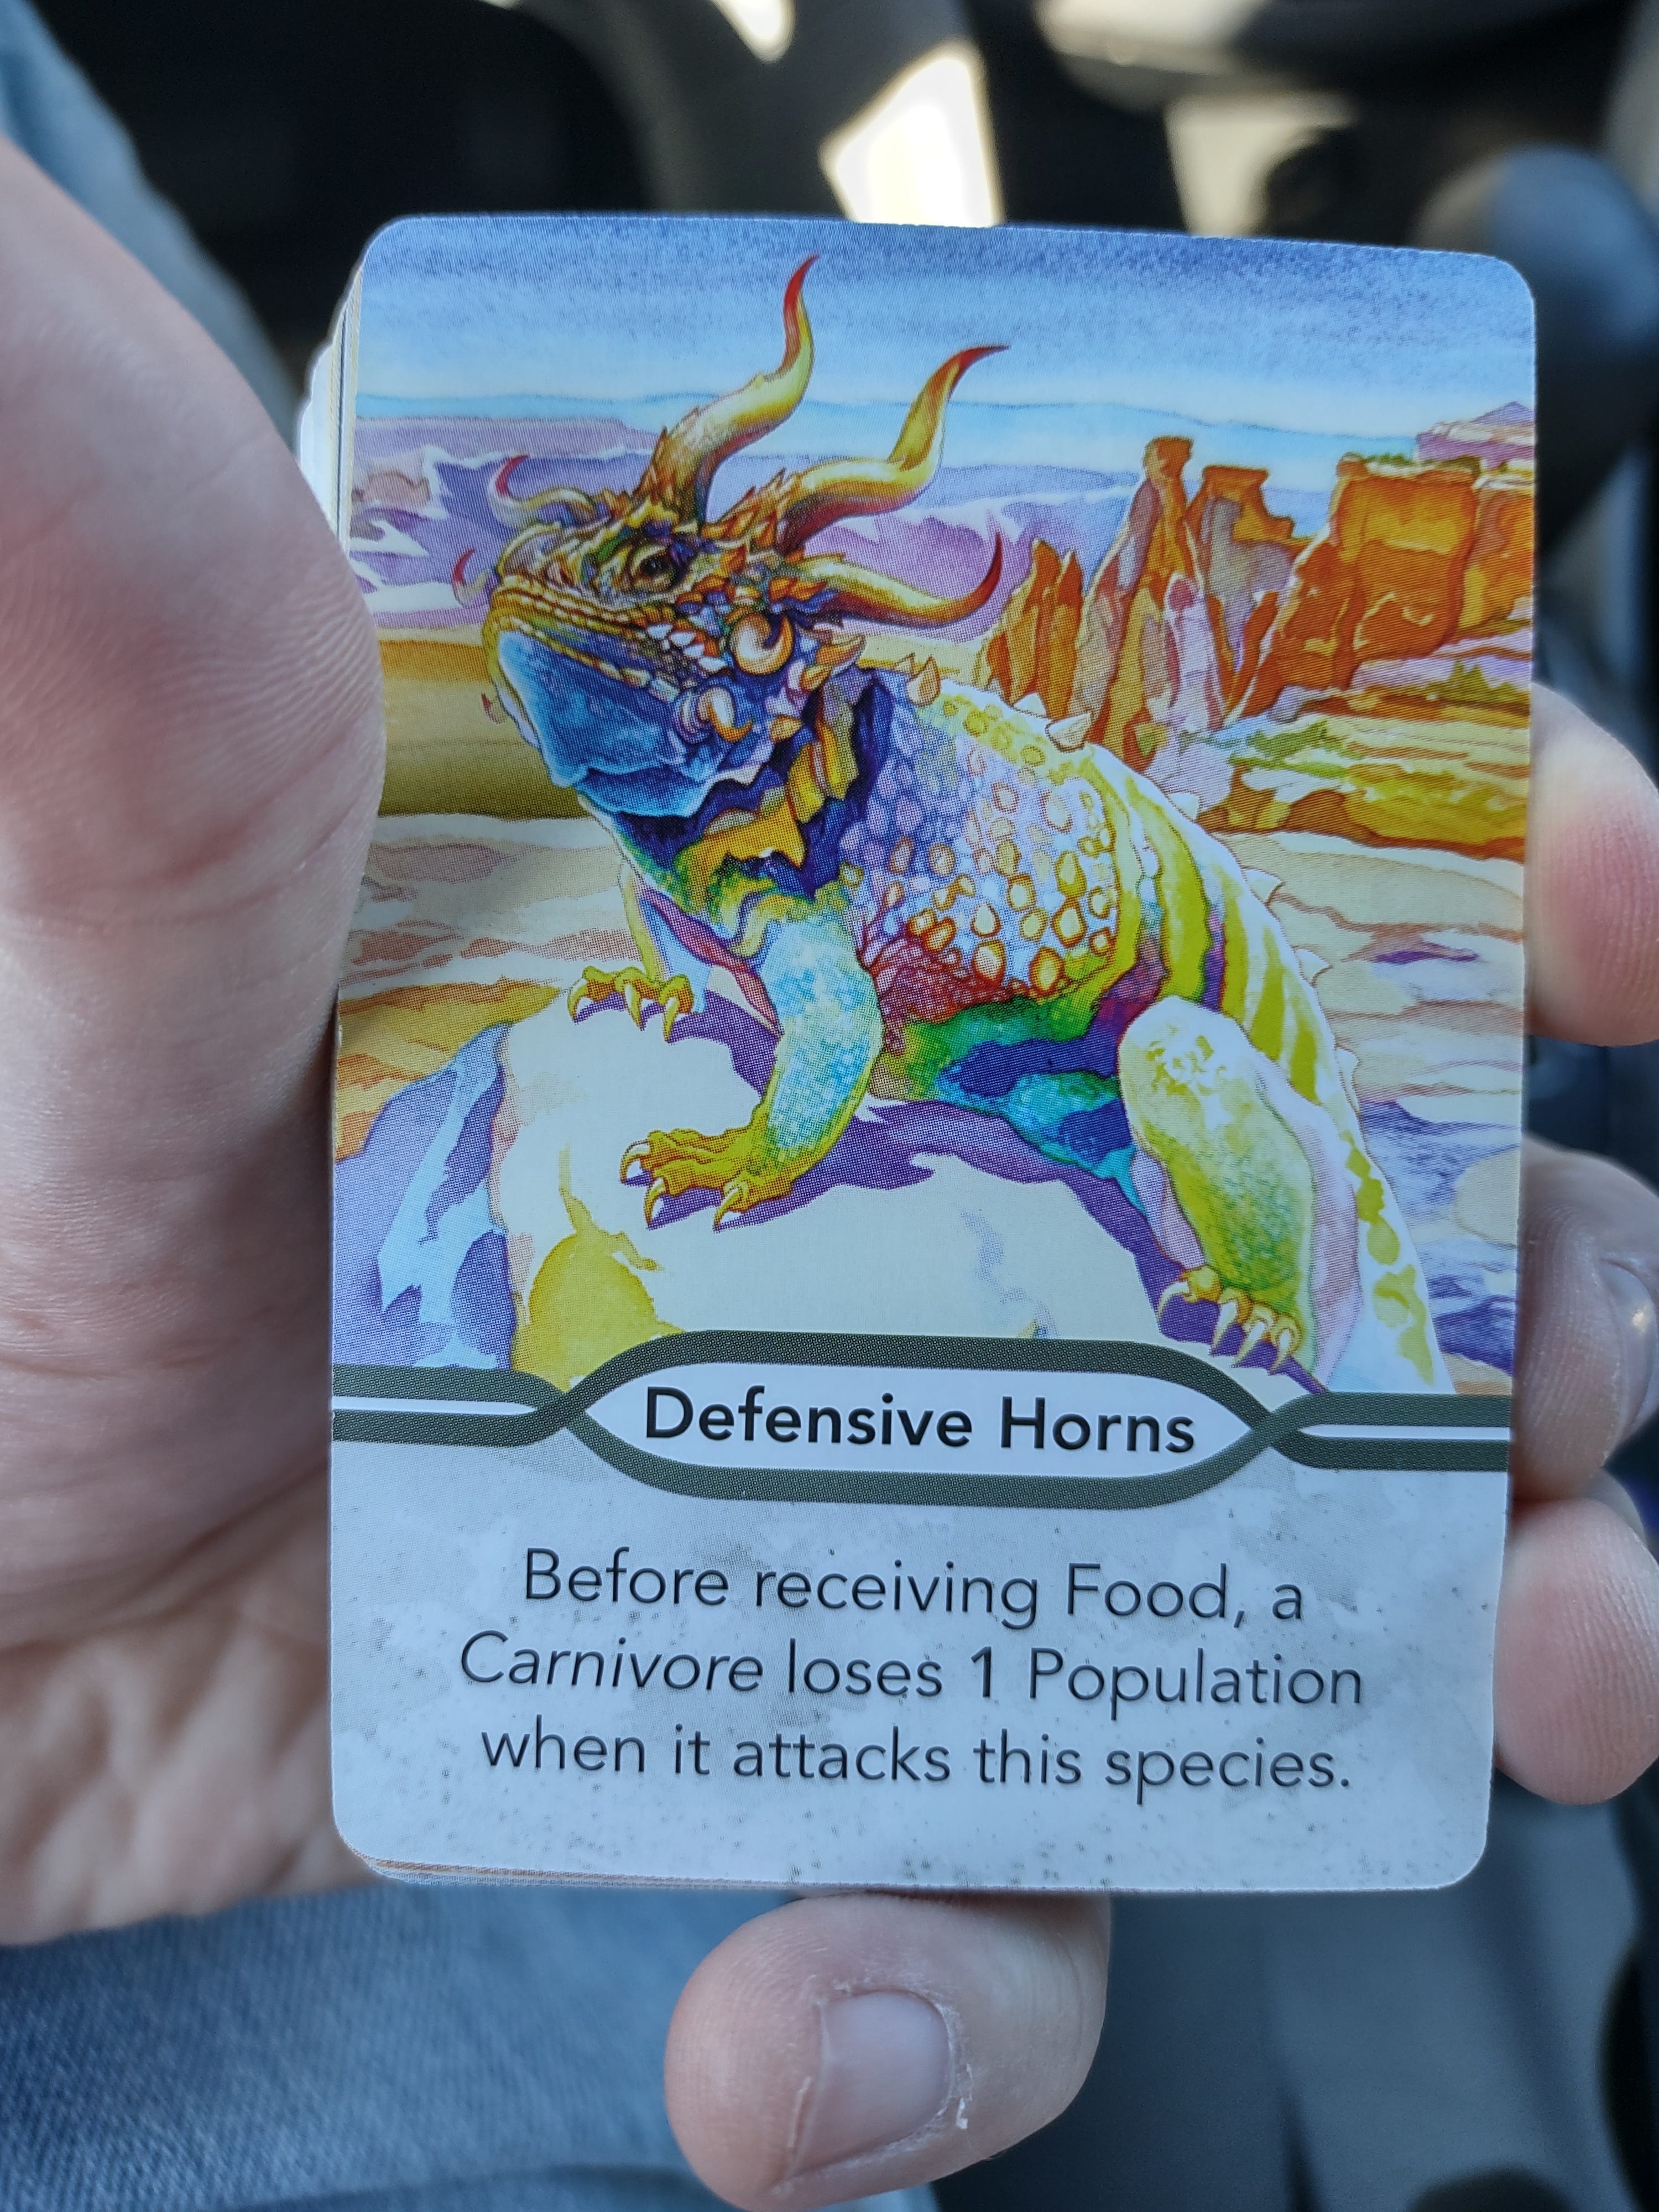 Defensive Horns
Before receiving Food, a
Carnivore loses 1 Population
when it attacks this species.